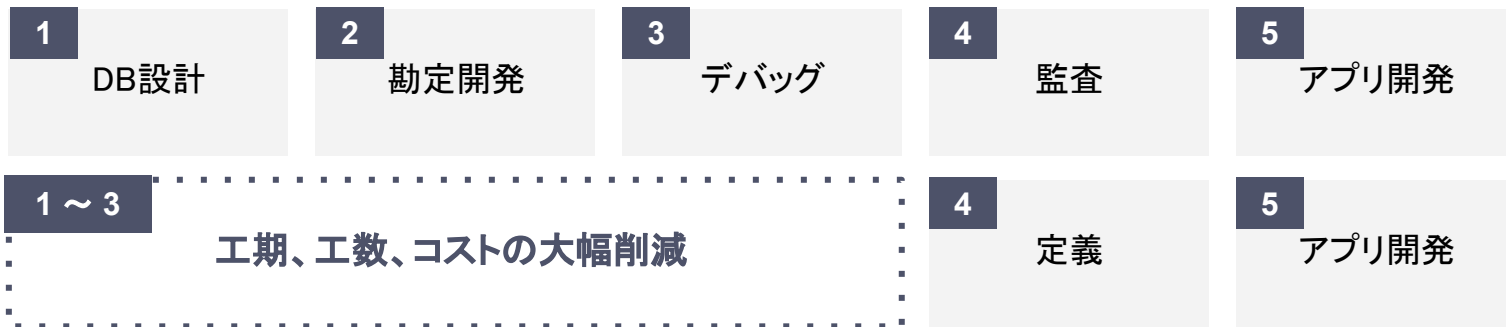 1
DB設計
2
勘定開発
3
デバッグ
4
監査
5
アプリ開発
1 ～ 3
工期、工数、コストの大幅削減
4
定義
5
アプリ開発